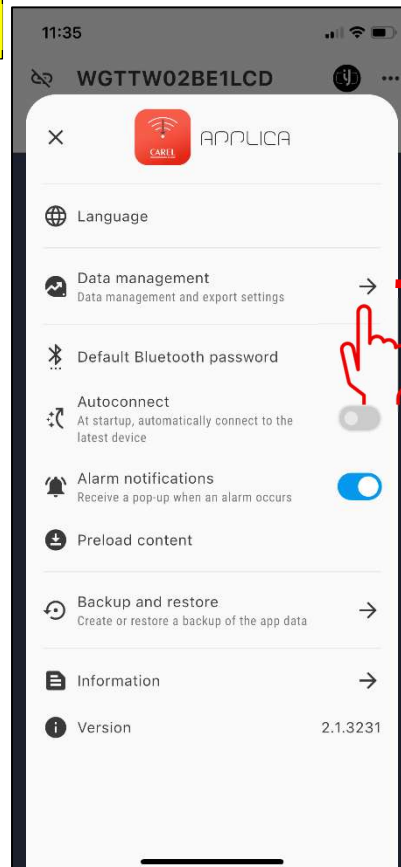 11:35
WGTTW02BE1LCD
CAREL
APPLICA
Language
Data management
Data management and export settings
Default Bluetooth password
Autoconnect
At startup, automatically connect to the
latest device
Alarm notifications
Receive a pop-up when an alarm occurs
Preload content
Backup and restore
Create or restore a backup of the app data
Information
Version 2.1.3231